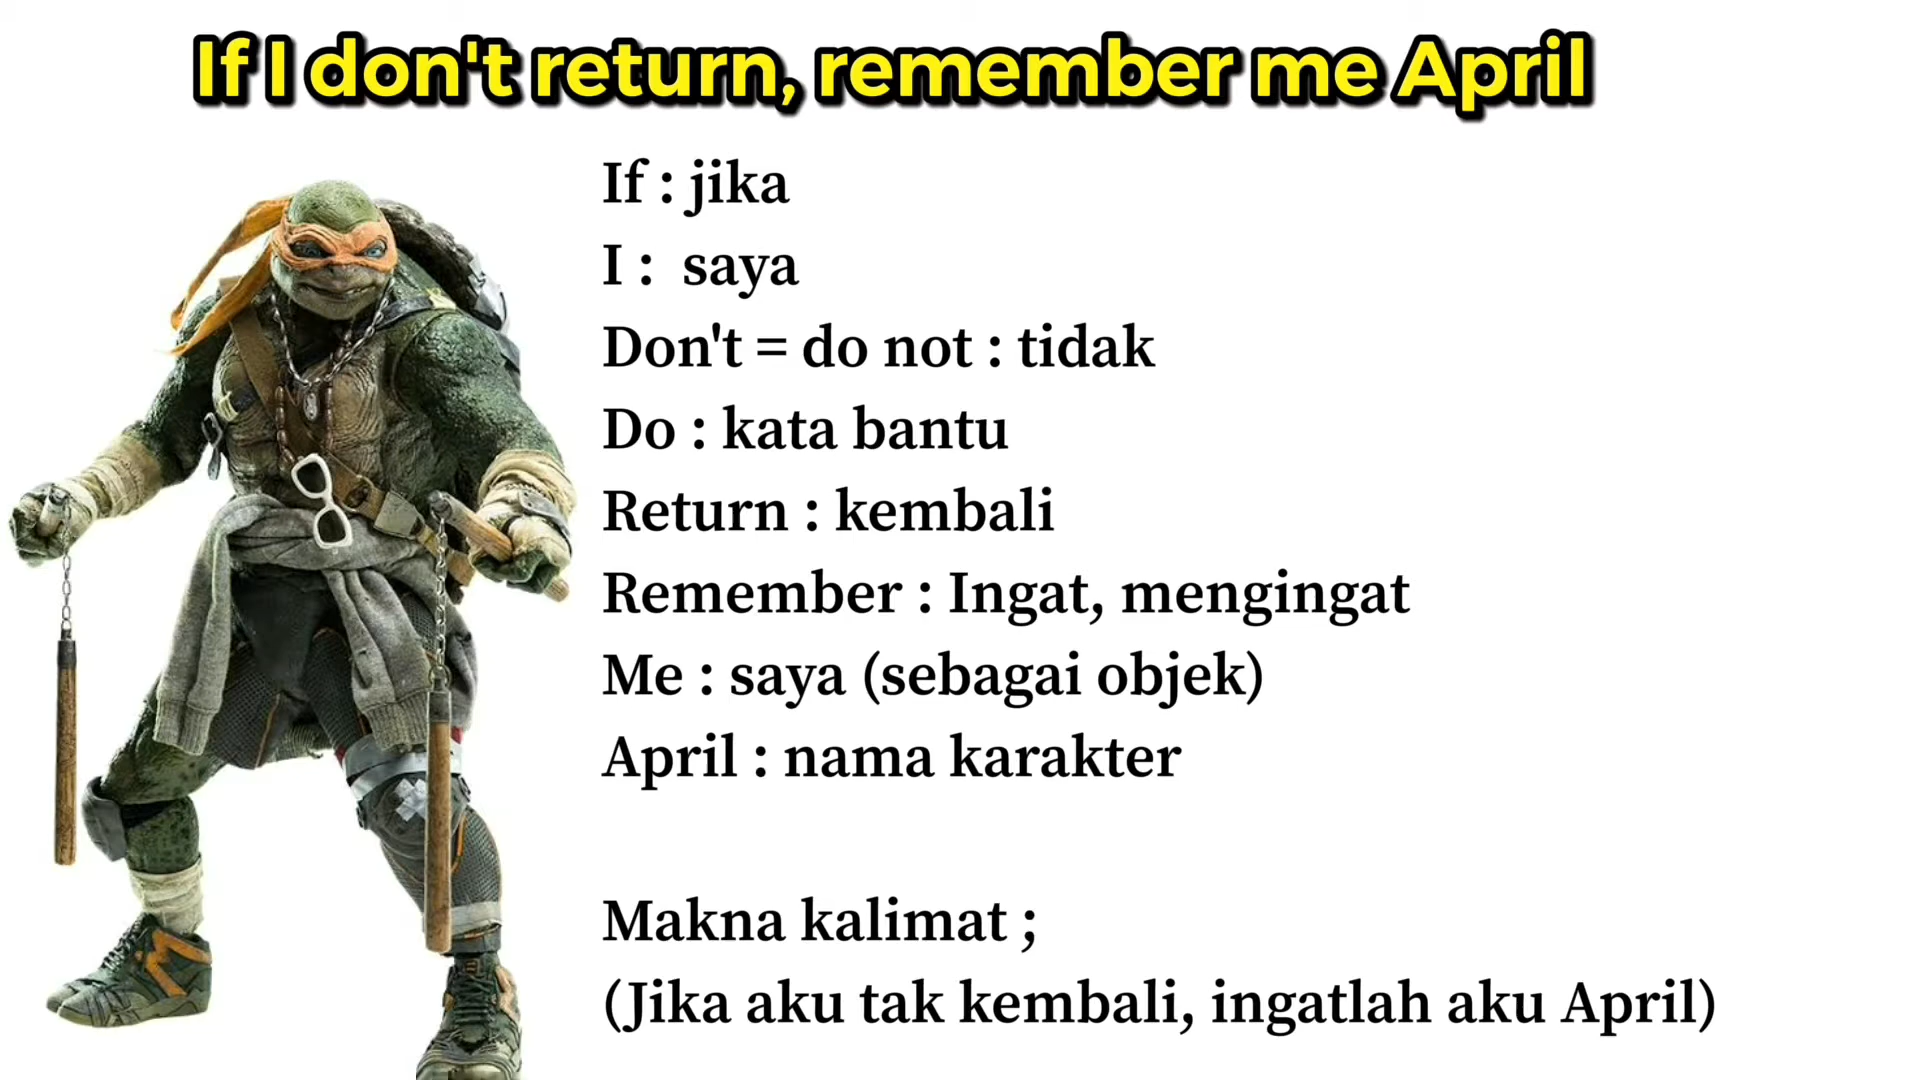 If I don't return, remember me April
If : jika
I :  saya
Don't = do not : tidak
Do : kata bantu
Return : kembali
Remember : Ingat, mengingat
Me : saya (sebagai objek)
April : nama karakter
Makna kalimat ;
(Jika aku tak kembali, ingatlah aku April)